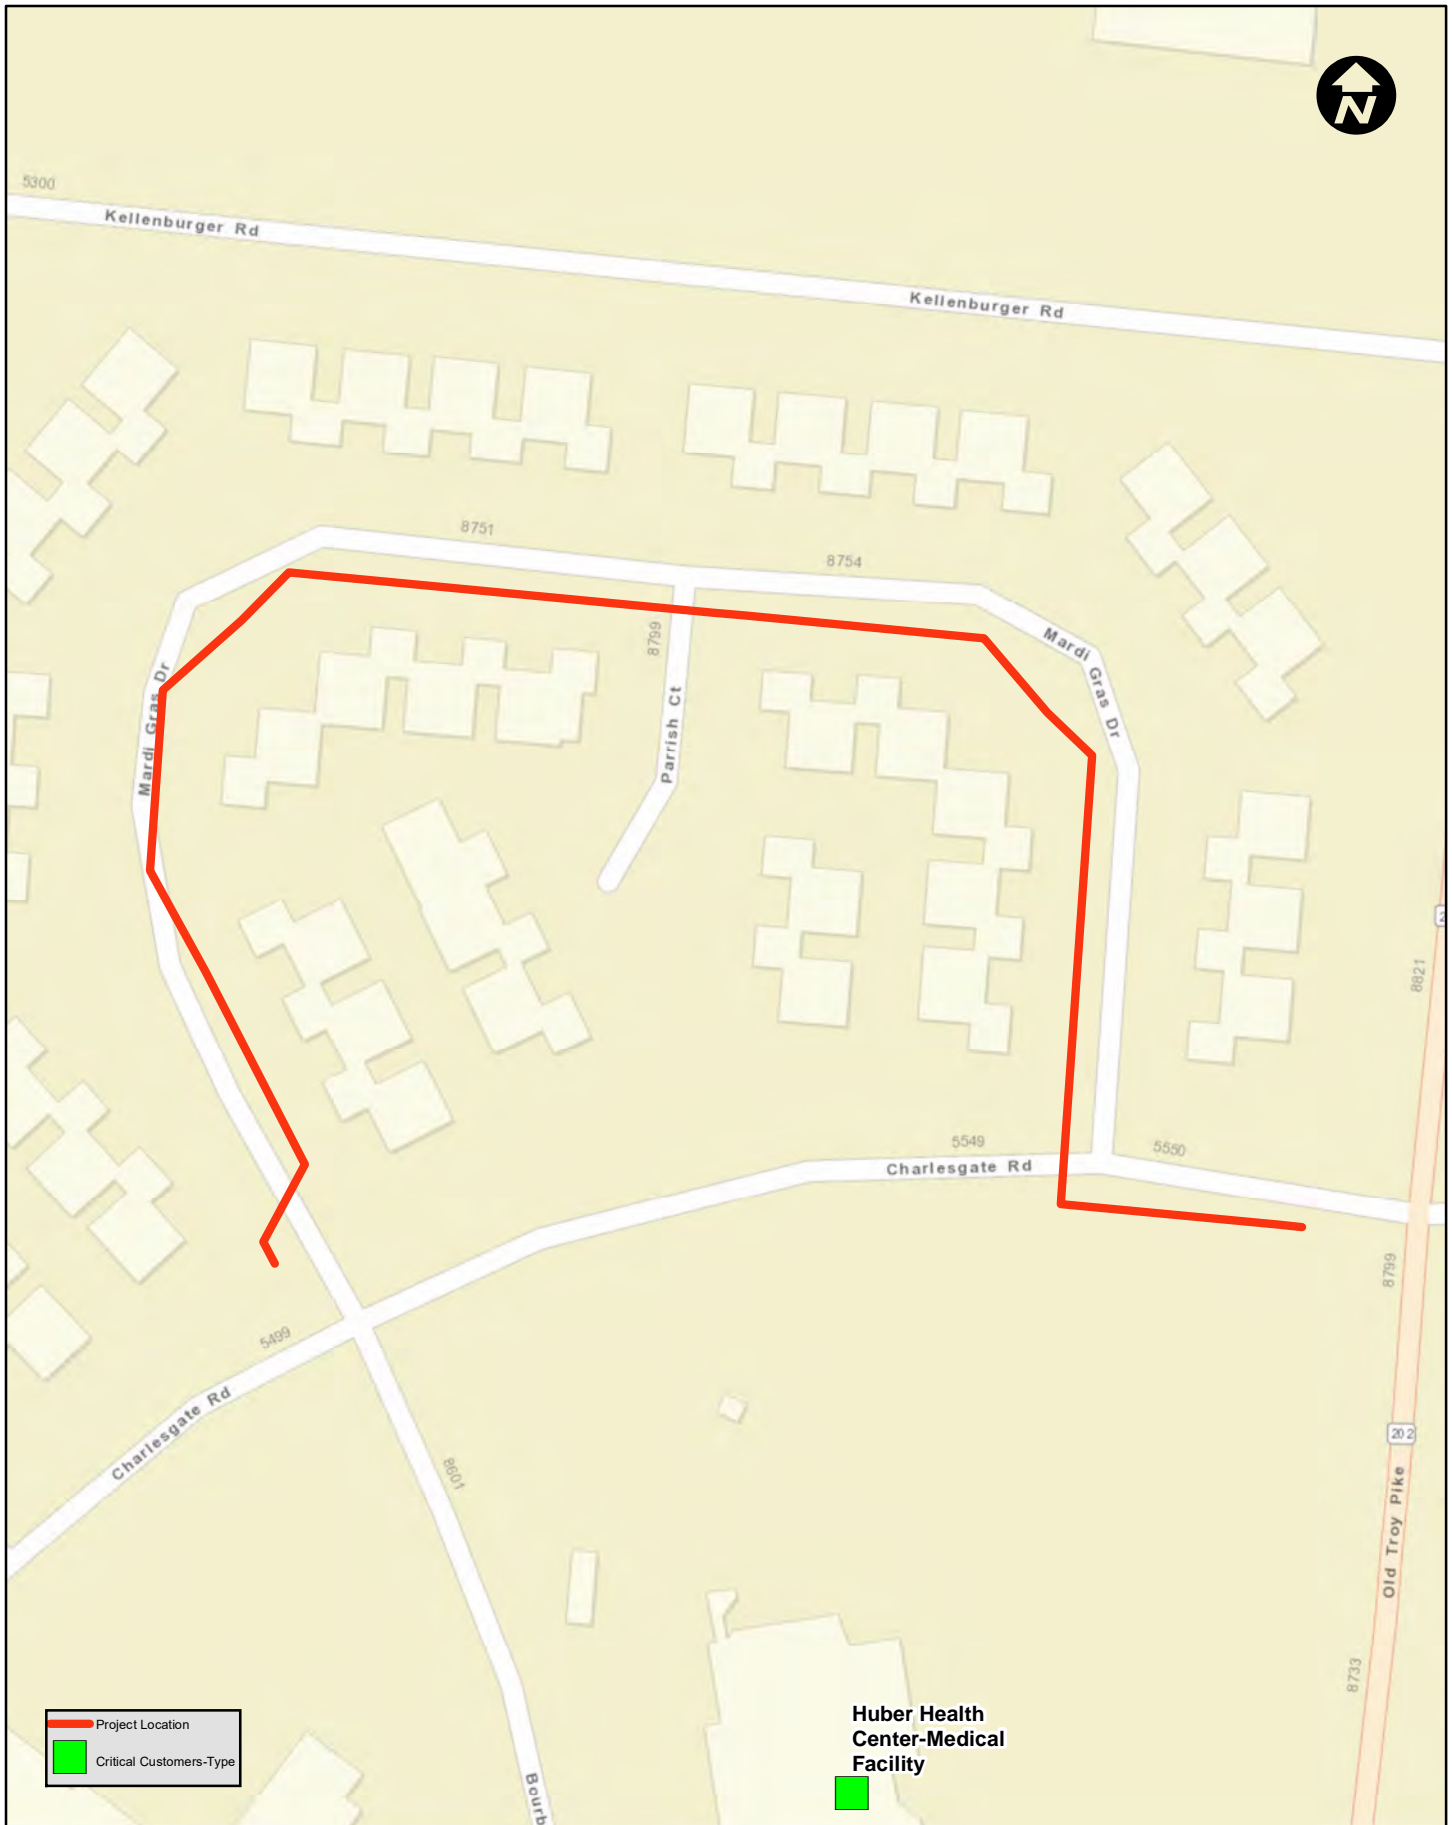 N
5300
Kellenburger Rd
Kellenburger Rd
8751
8754
8799
Mardi Gras Dr
Mardi Gras Dr
Parrish Ct
8821
5549
5550
Charlesgate Rd
8799
5499
Charlesgate Rd
8601
202
Old Troy Pike
8733
Project Location
Critical Customers-Type
Huber Health
Center-Medical
Facility
Bourb